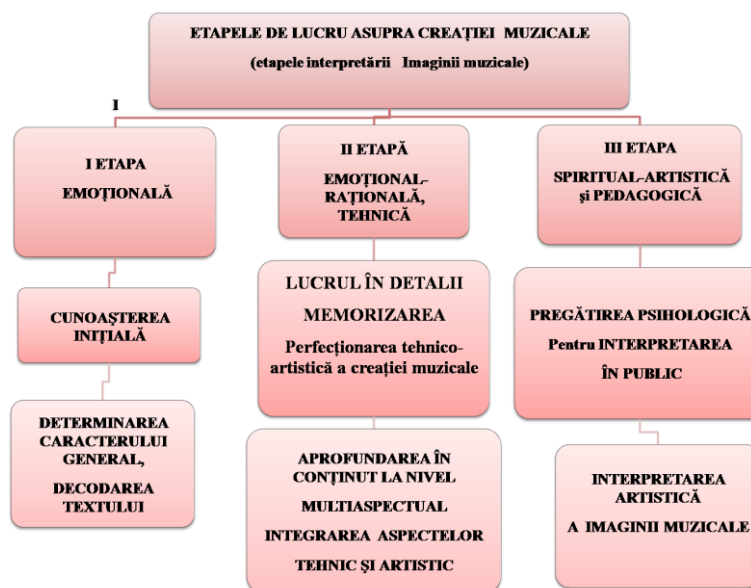 ETAPELE DE LUCRU ASUPRA CREAȚIEI MUZICALE
(etapele interpretării Imaginii muzicale)
I
I ETAPA
EMOȚIONALĂ
CUNOAȘTEREA
INIȚIALĂ
DETERMINAREA
CARACTERULUI
GENERAL,
DECODAREA
TEXTULUI
II ETAPĂ
EMOȚIONAL-
RAȚIONALĂ,
TEHNICĂ
LUCRUL ÎN DETALII
MEMORIZAREA
Perfecționarea tehnico-
artistică a creației muzicale
APROFUNDAREA ÎN
CONȚINUT LA NIVEL
MULTIASPECTUAL
INTEGRAREA ASPECTELOR
TEHNIC ȘI ARTISTIC
III ETAPA
SPIRITUAL-ARTISTICĂ
și PEDAGOGICĂ
PREGĂTIREA PSIHOLOGICĂ
Pentru INTERPRETAREA
ÎN PUBLIC
INTERPRETAREA
ARTISTICĂ
A IMAGINII MUZICALE